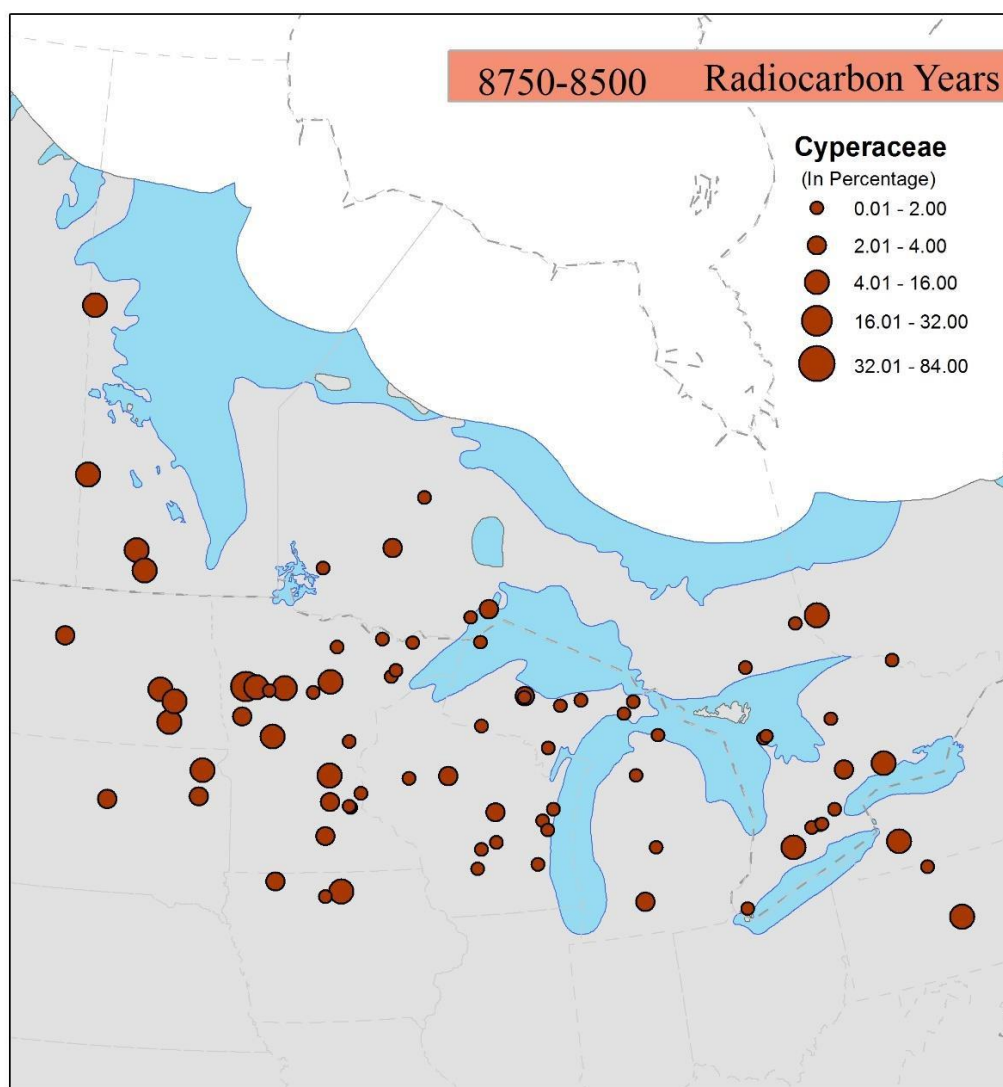 8750-8500 Radiocarbon Years
Cyperaceae
(In Percentage)
0.01 - 2.00
2.01 - 4.00
4.01 - 16.00
16.01 - 32.00
32.01 - 84.00